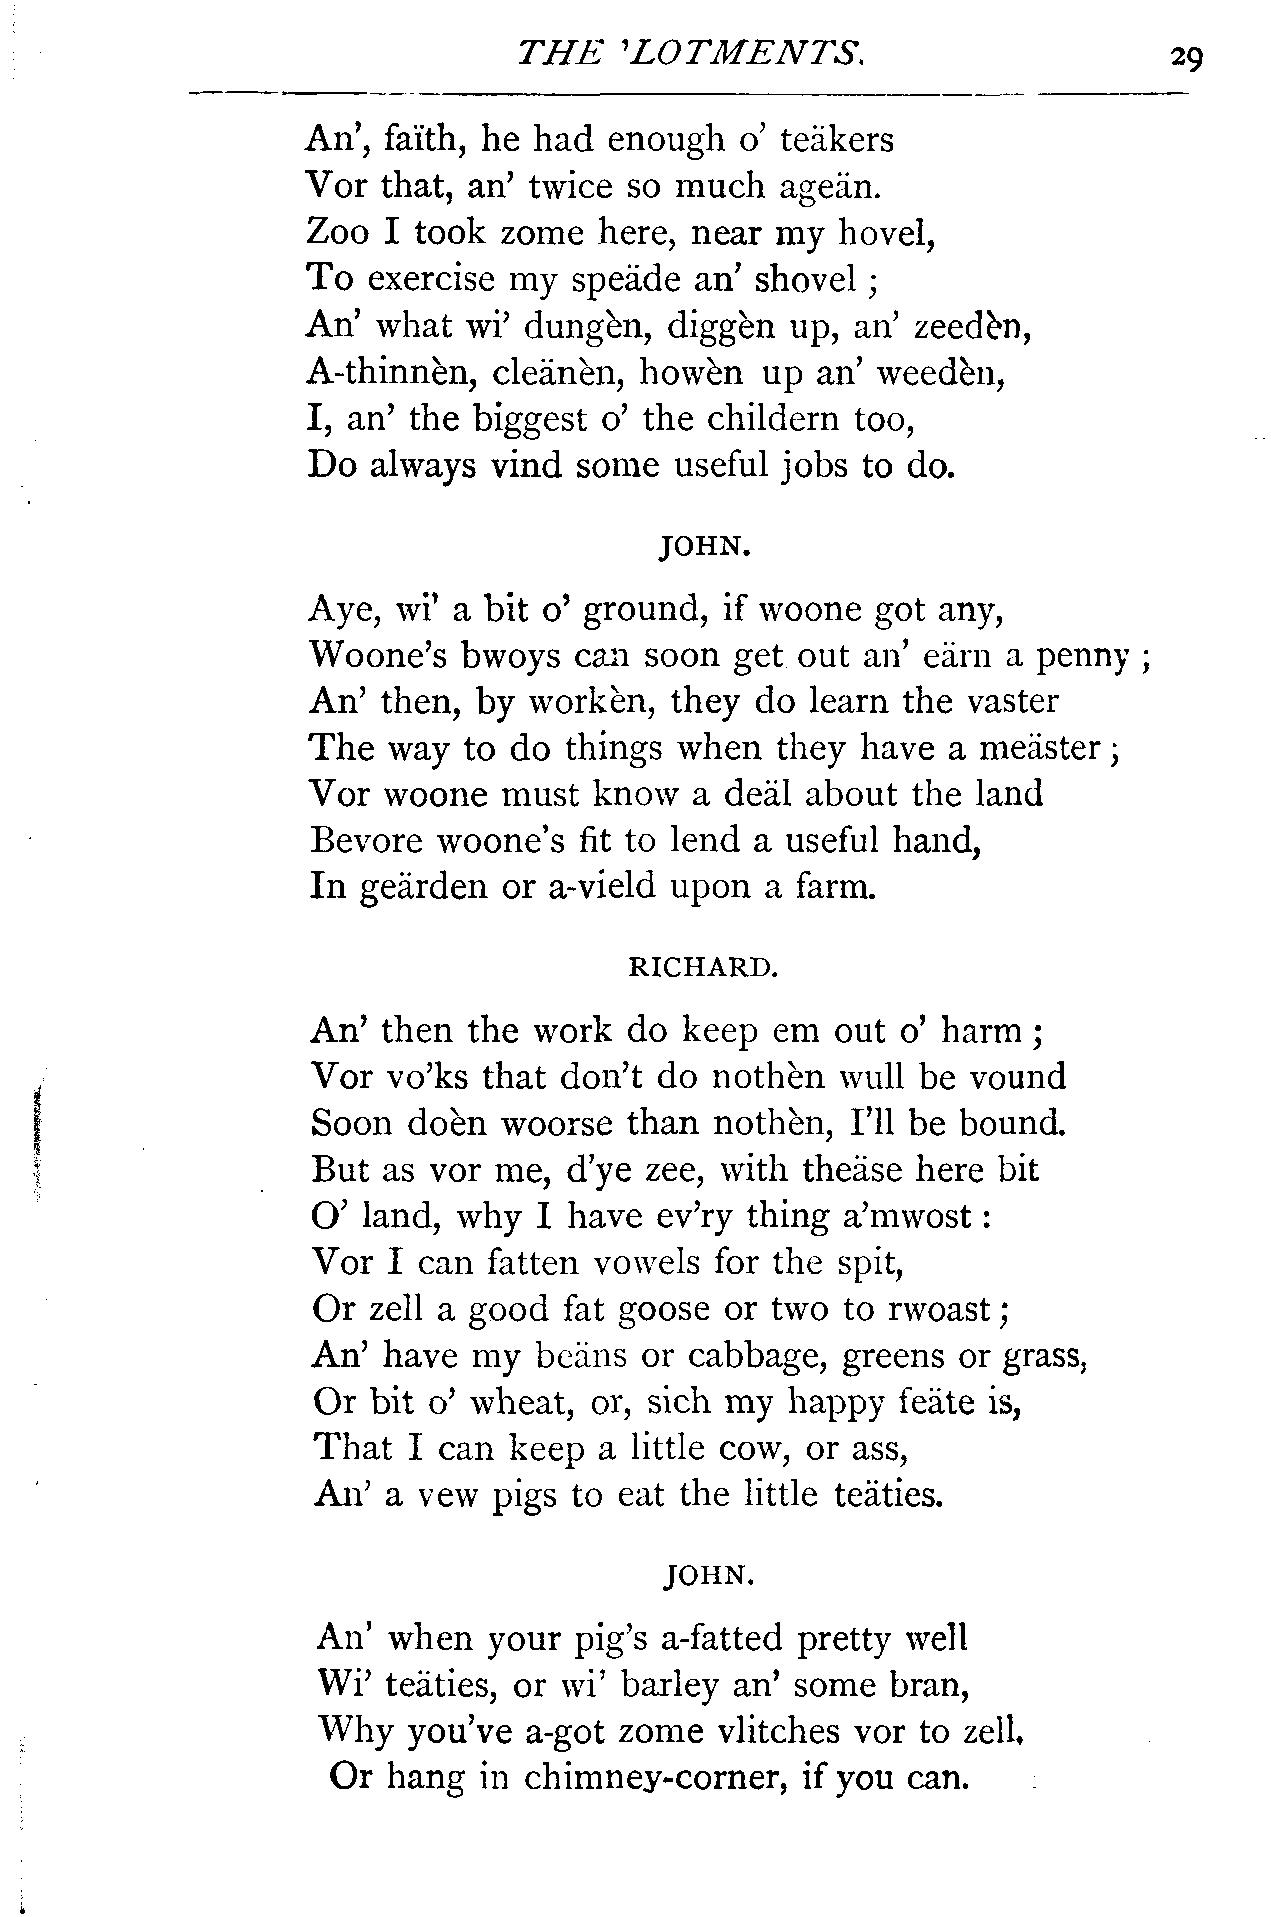 THE 'LOTMENTS. 29
An', faïth, he had enough o' teäkers
Vor that, an' twice so much ageän.
Zoo I took zome here, near my hovel,
To exercise my speäde an' shovel ;
An' what wi' dungèn, diggèn up, an' zeedèn,
A-thinnèn, cleänèn, howèn up an' weedèn,
I, an' the biggest o' the childern too,
Do always vind some useful jobs to do.
JOHN.
Aye, wi' a bit o' ground, if woone got any,
Woone's bwoys can soon get out an' eärn a penny ;
An' then, by workèn, they do learn the vaster
The way to do things when they have a meäster ;
Vor woone must know a deäl about the land
Bevore woone's fit to lend a useful hand,
In geärden or a-vield upon a farm.
RICHARD.
An' then the work do keep em out o' harm ;
Vor vo'ks that don't do nothèn wull be vound
Soon doèn woorse than nothèn, I'll be bound.
But as vor me, d'ye zee, with theäse here bit
O' land, why I have ev'ry thing a'mwost :
Vor I can fatten vowels for the spit,
Or zell a good fat goose or two to rwoast ;
An' have my beäns or cabbage, greens or grass,
Or bit o' wheat, or, sich my happy feäte is,
That I can keep a little cow, or ass,
An' a vew pigs to eat the little teäties.
JOHN.
An' when your pig's a-fatted pretty well
Wi' teäties, or wi' barley an' some bran,
Why you've a-got zome vlitches vor to zell,
Or hang in chimney-corner, if you can.